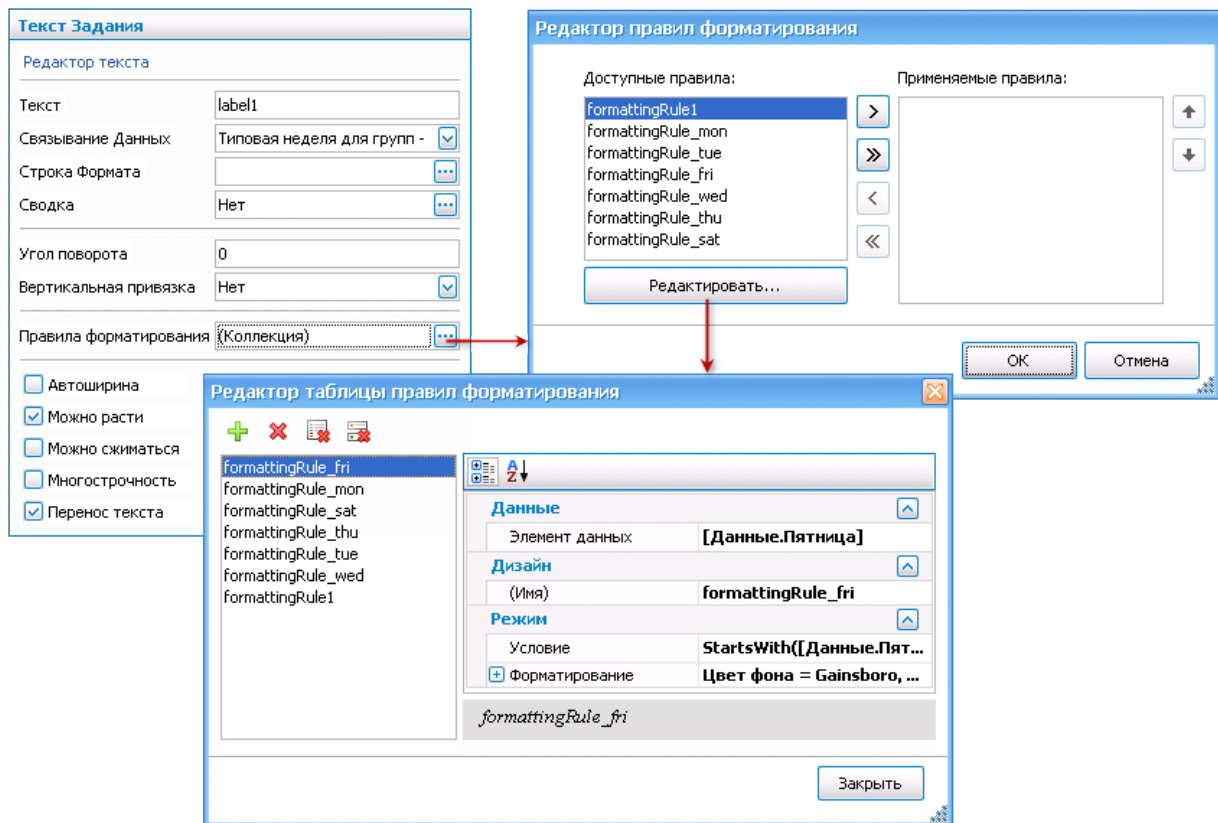 Текст Задания
Редактор текста
Текст label1
Связывание Данных Типовая неделя для групп -
Строка Формата
Сводка Нет
Угол поворота 0
Вертикальная привязка Нет
Правила форматирования (Коллекция)
Автоширина
Можно расти
Можно сжиматься
Многострочность
Перенос текста
Редактор правил форматирования
Доступные правила: Применяемые правила:
formattingRule1
formattingRule_mon
formattingRule_tue
formattingRule_fri
formattingRule_wed
formattingRule_thu
formattingRule_sat
Редактировать...
ОК Отмена
Редактор таблицы правил форматирования
formattingRule_fri
formattingRule_mon
formattingRule_sat
formattingRule_thu
formattingRule_tue
formattingRule_wed
formattingRule1
Данные
Элемент данных [Данные.Пятница]
Дизайн
(Имя) formattingRule_fri
Режим
Условие StartsWith([Данные.Пят...
Форматирование Цвет фона = Gainsboro, ...
formattingRule_fri
Закрыть